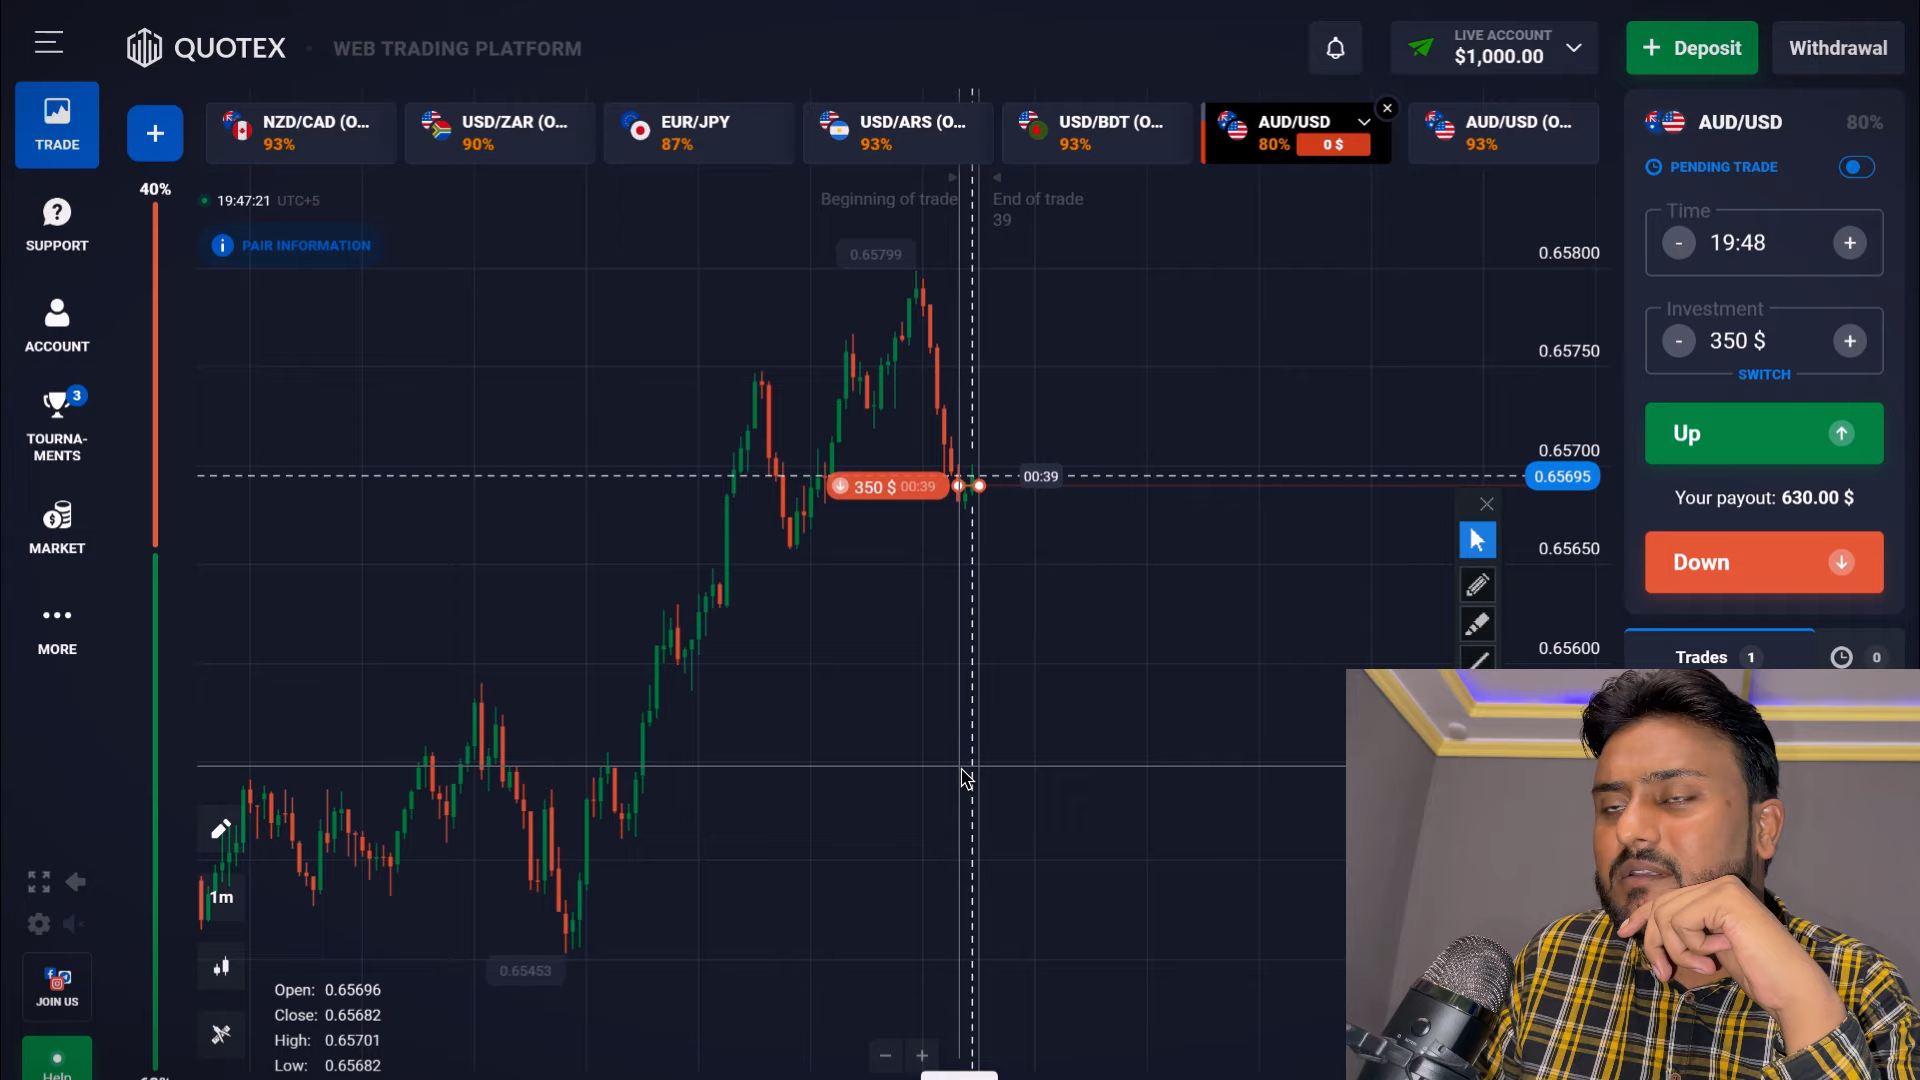 QUOTEX
WEB TRADING PLATFORM
LIVE ACCOUNT
$1,000.00
+ Deposit
Withdrawal
TRADE
+
NZD/CAD (O...
93%
USD/ZAR (O...
90%
EUR/JPY
87%
USD/ARS (O...
93%
USD/BDT (O...
93%
AUD/USD
80%
0 $
AUD/USD (O...
93%
AUD/USD
80%
PENDING TRADE
Time
- 19:48 +
Investment
- 350 $ +
SWITCH
Up
Your payout: 630.00 $
Down
Trades 1
0
SUPPORT
ACCOUNT
3
TOURNA-
MENTS
MARKET
MORE
JOIN US
Help
40%
19:47:21 UTC+5
PAIR INFORMATION
Beginning of trade
End of trade
39
0.65799
0.65800
0.65750
0.65700
0.65695
0.65650
0.65600
350 $ 00:39
00:39
0.65453
1m
Open: 0.65696
Close: 0.65682
High: 0.65701
Low: 0.65682